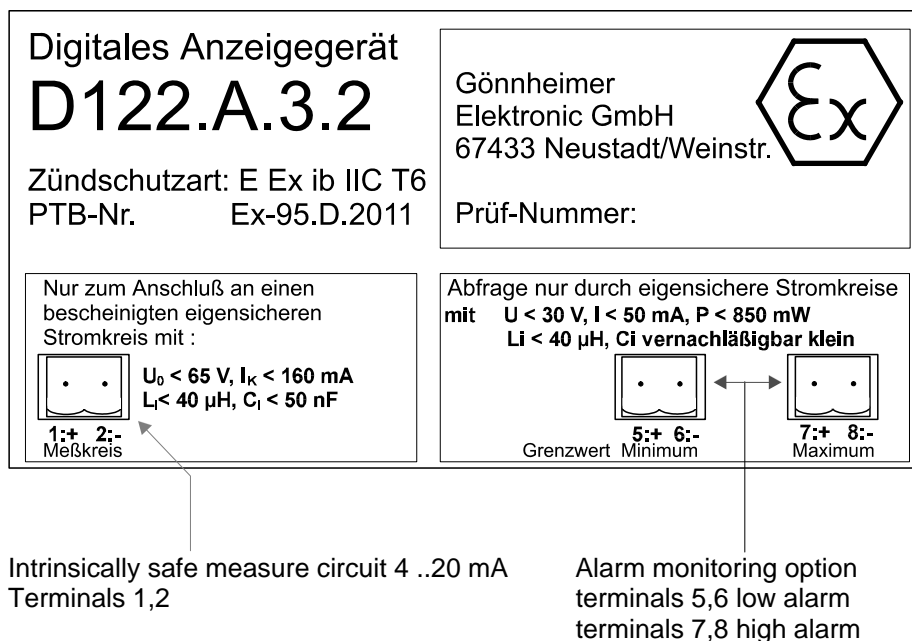 Digitales Anzeigegerät
D122.A.3.2
Zündschutzart: E Ex ib IIC T6
PTB-Nr. Ex-95.D.2011
Gönnheimer
Elektronic GmbH
67433 Neustadt/Weinstr.
Prüf-Nummer:
Ex
Nur zum Anschluß an einen
bescheinigten eigensicheren
Stromkreis mit :
U₀ < 65 V, I_K < 160 mA
L_I< 40 µH, C_I < 50 nF
1:+ 2:-
Meßkreis
Abfrage nur durch eigensichere Stromkreise
mit U < 30 V, I < 50 mA, P < 850 mW
Li < 40 µH, Ci vernachläßigbar klein
5:+ 6:- 7:+ 8:-
Grenzwert Minimum Maximum
Intrinsically safe measure circuit 4 ..20 mA
Terminals 1,2
Alarm monitoring option
terminals 5,6 low alarm
terminals 7,8 high alarm